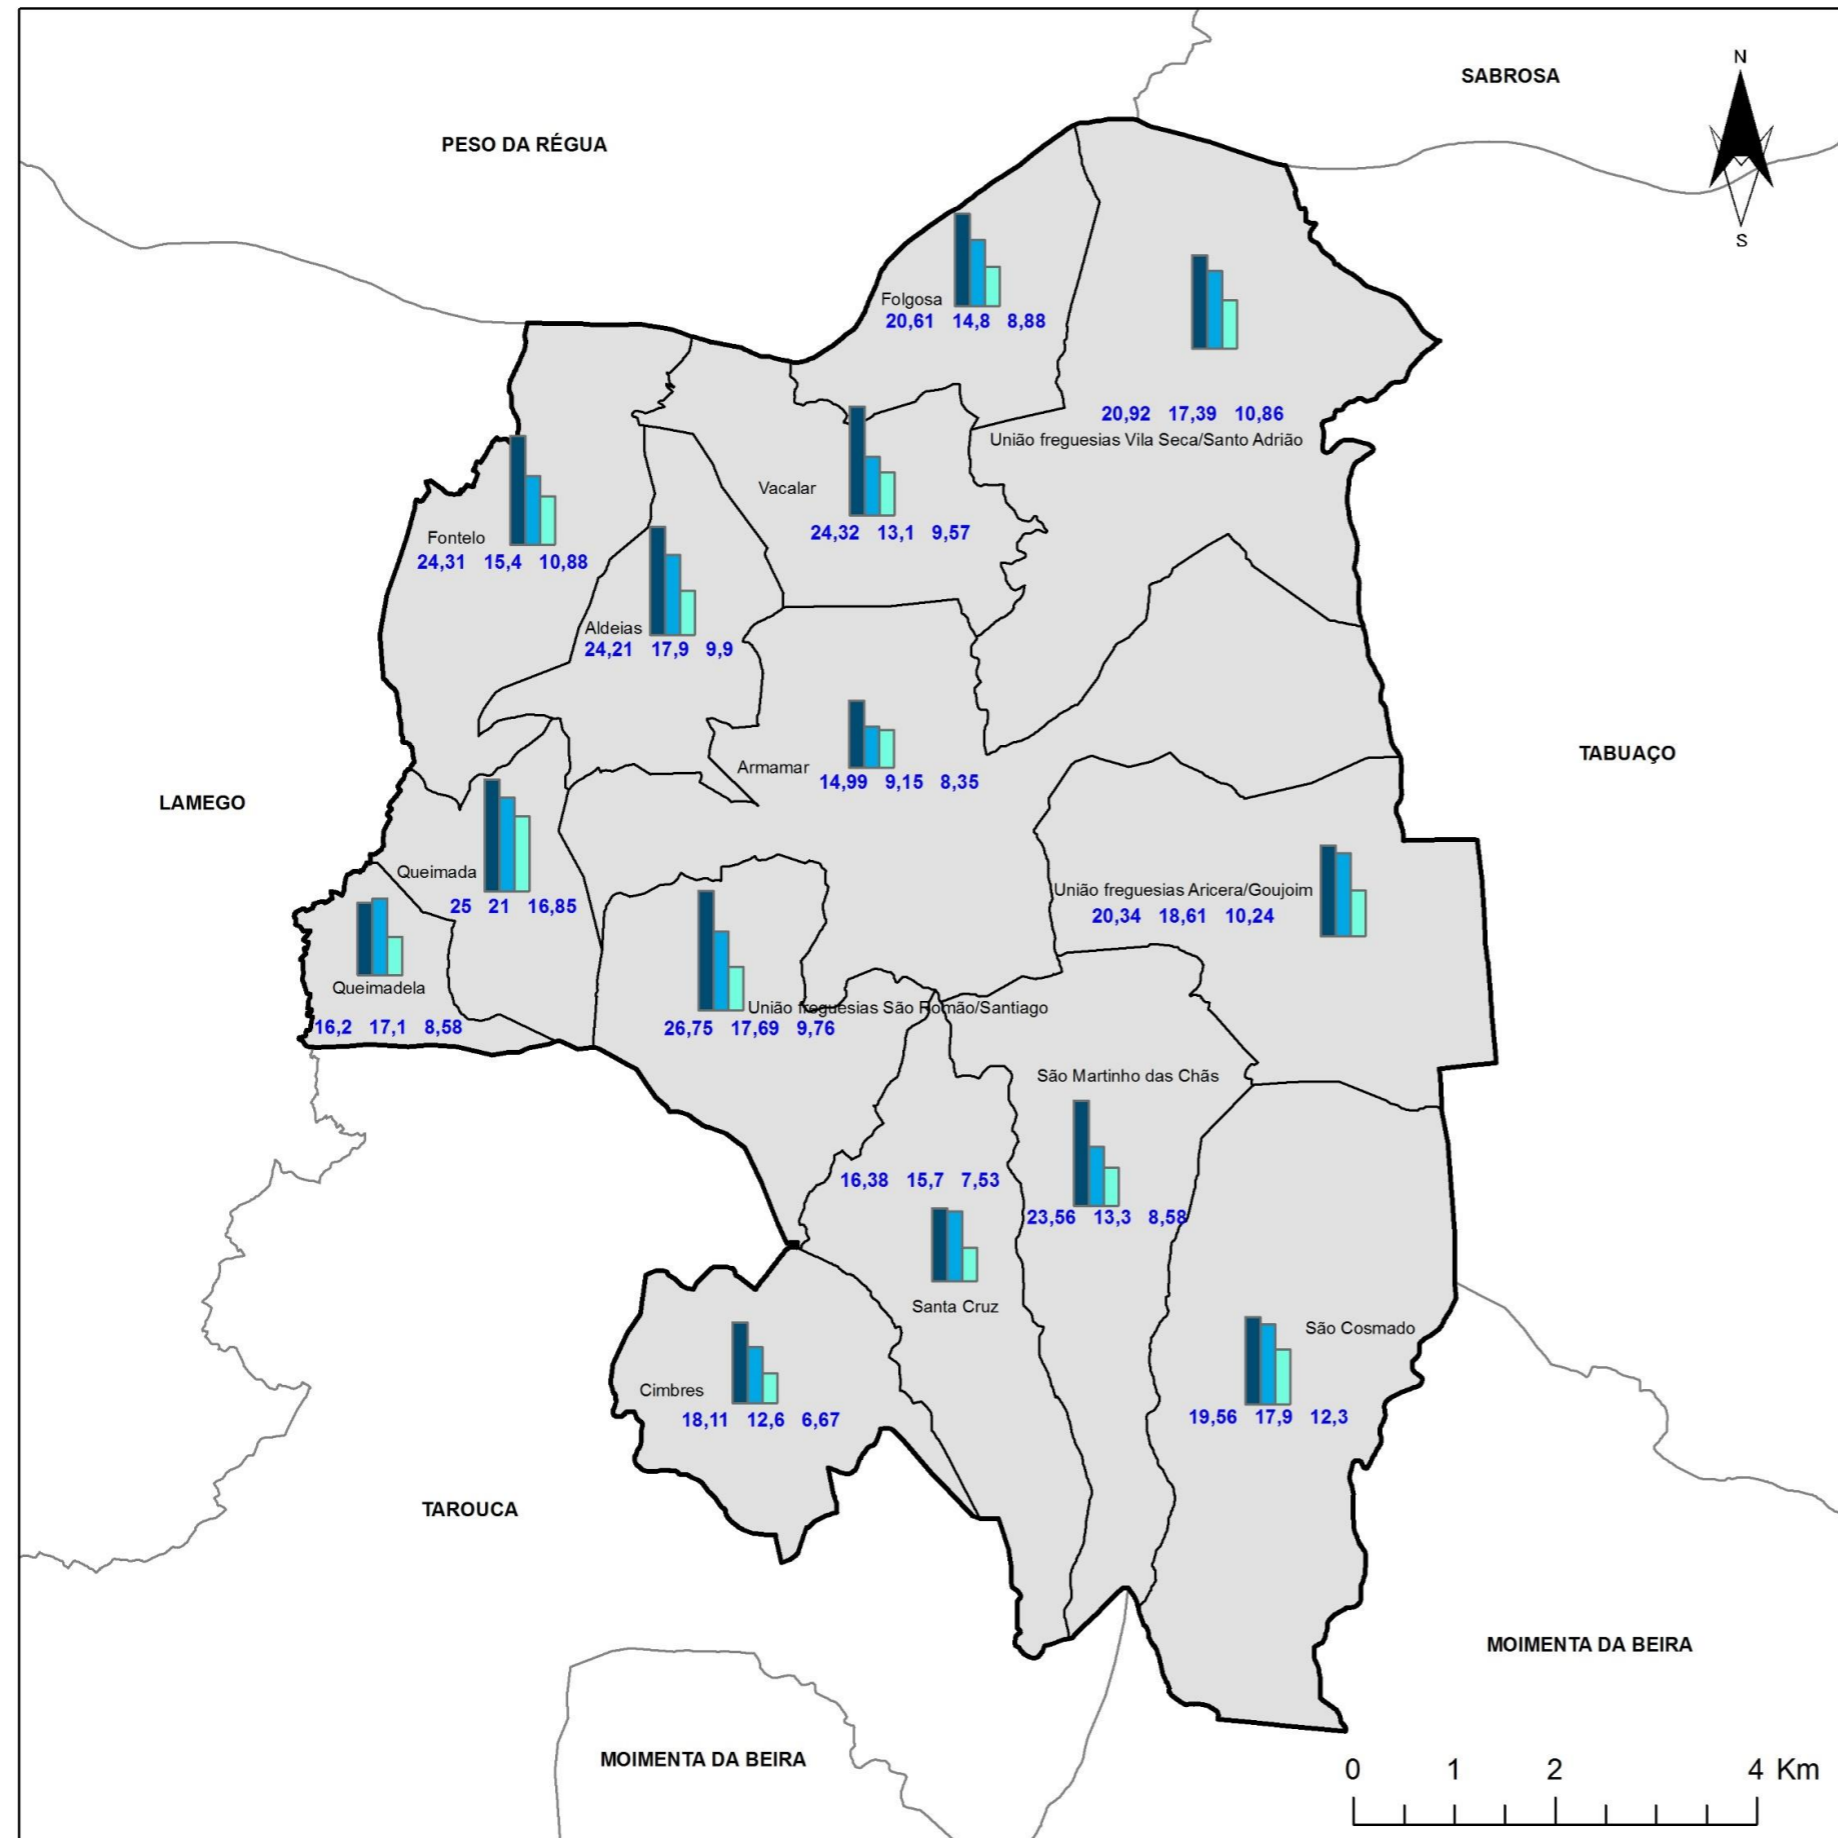 N
SABROSA
PESO DA RÉGUA
S
Folgosa
20,61 14,8 8,88
20,92 17,39 10,86
União freguesias Vila Seca/Santo Adrião
Vacalar
24,32 13,1 9,57
Fontelo
24,31 15,4 10,88
Aldeias
24,21 17,9 9,9
Armamar
14,99 9,15 8,35
TABUAÇO
LAMEGO
Queimada
25 21 16,85
União freguesias Aricera/Goujoim
20,34 18,61 10,24
Queimadela
16,2 17,1 8,58
União freguesias São Romão/Santiago
26,75 17,69 9,76
São Martinho das Chãs
23,56 13,3 8,58
16,38 15,7 7,53
Santa Cruz
São Cosmado
19,56 17,9 12,3
Cimbres
18,11 12,6 6,67
TAROUCA
MOIMENTA DA BEIRA
MOIMENTA DA BEIRA
0 1 2 4 Km